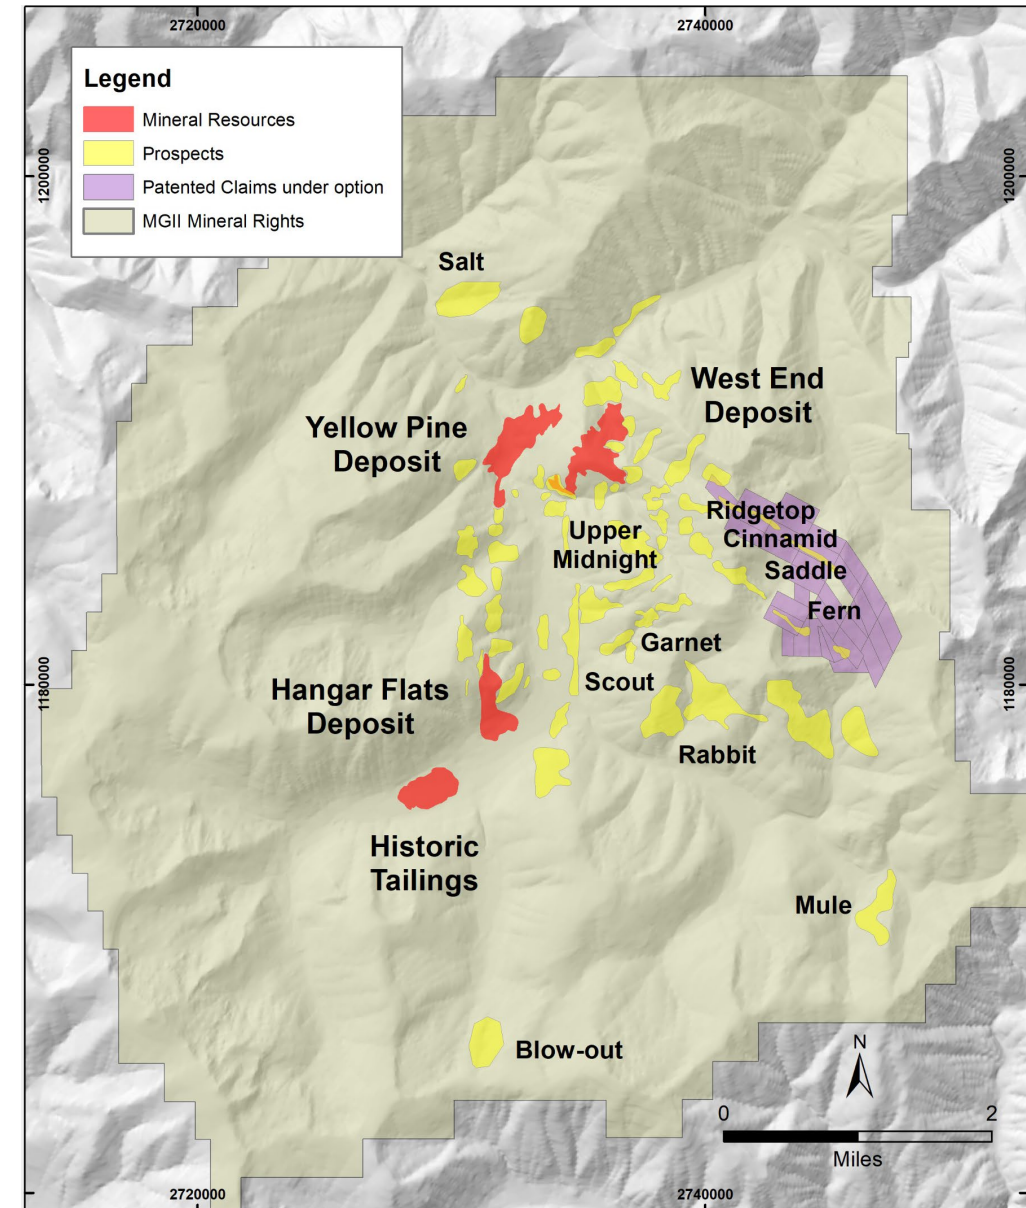 2720000
2740000
Legend
Mineral Resources
Prospects
Patented Claims under option
MGII Mineral Rights
1200000
1200000
Salt
West End
Deposit
Yellow Pine
Deposit
Ridgetop
Cinnamid
Upper
Midnight
Saddle
Fern
Garnet
Scout
1180000
1180000
Hangar Flats
Deposit
Rabbit
Historic
Tailings
Mule
Blow-out
N
0
2
Miles
2720000
2740000